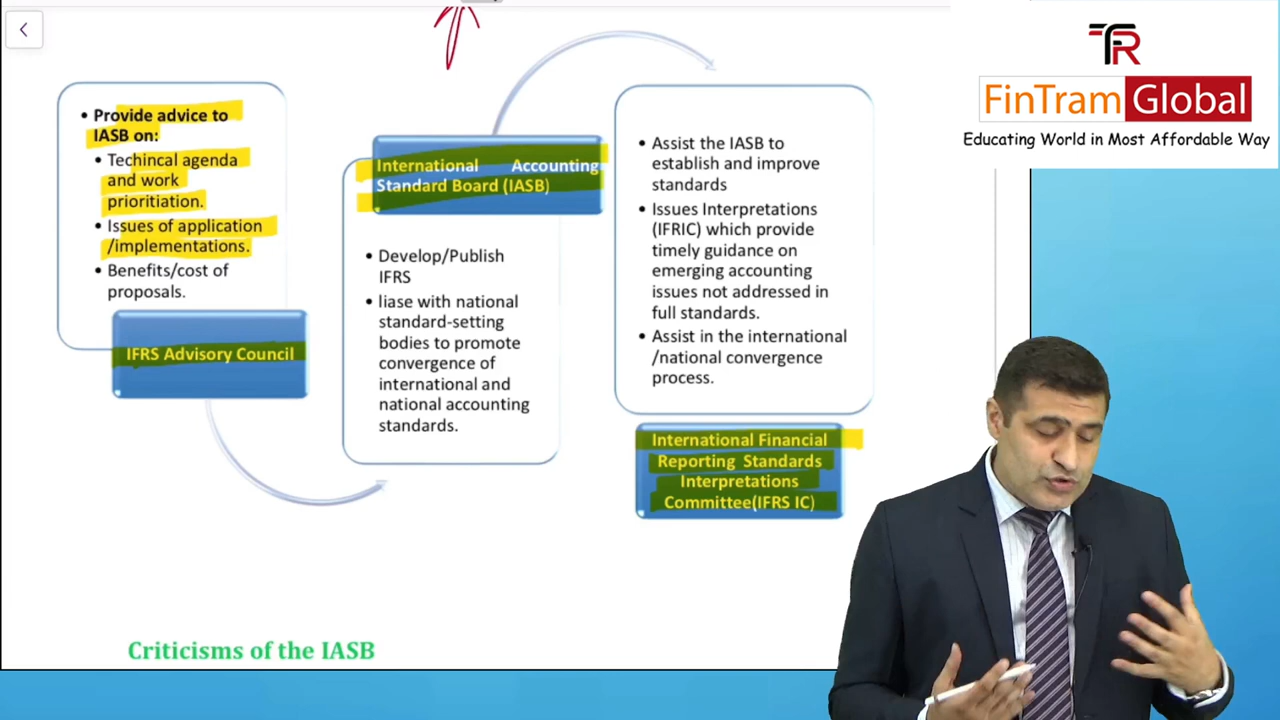 • Provide advice to
IASB on:
• Techincal agenda
and work
prioritiation.
• Issues of application
/implementations.
• Benefits/cost of
proposals.
IFRS Advisory Council
International Accounting
Standard Board (IASB)
• Develop/Publish
IFRS
• liase with national
standard-setting
bodies to promote
convergence of
international and
national accounting
standards.
• Assist the IASB to
establish and improve
standards
• Issues Interpretations
(IFRIC) which provide
timely guidance on
emerging accounting
issues not addressed in
full standards.
• Assist in the international
/national convergence
process.
International Financial
Reporting Standards
Interpretations
Committee(IFRS IC)
Criticisms of the IASB
FinTram Global
Educating World in Most Affordable Way